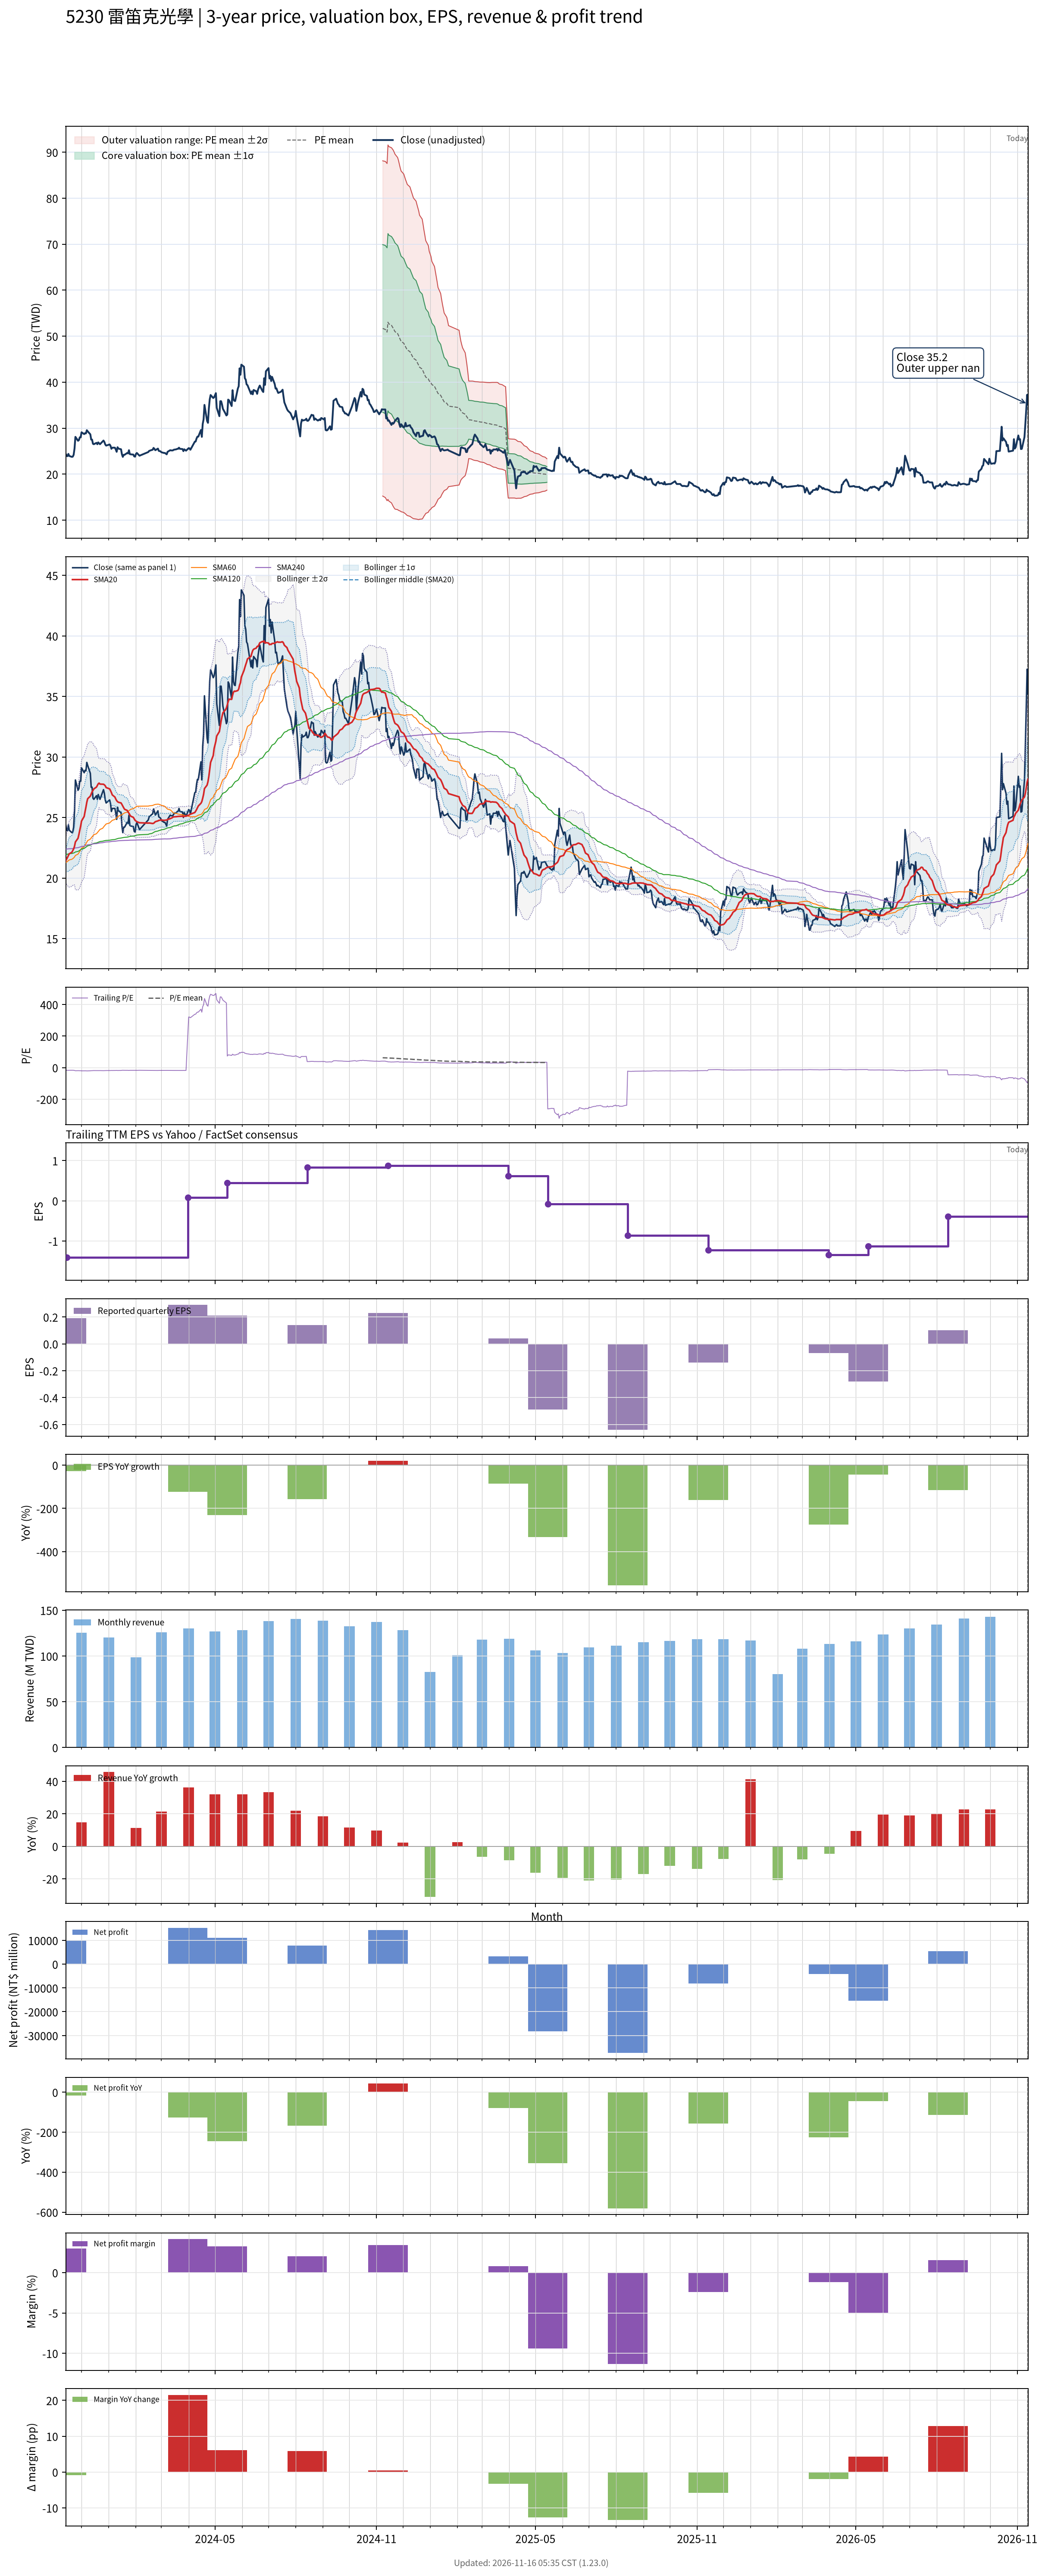 5230 雷笛克光學 | 3-year price, valuation box, EPS, revenue & profit trend
Outer valuation range: PE mean ±2σ
Core valuation box: PE mean ±1σ
PE mean
Close (unadjusted)
Today
Close 35.2
Outer upper nan
Price (TWD)
90
80
70
60
50
40
30
20
10
Close (same as panel 1)
SMA20
SMA60
SMA120
SMA240
Bollinger ±2σ
Bollinger ±1σ
Bollinger middle (SMA20)
Price
45
40
35
30
25
20
15
Trailing P/E
P/E mean
P/E
400
200
0
-200
Trailing TTM EPS vs Yahoo / FactSet consensus
Today
EPS
1
0
-1
Reported quarterly EPS
EPS
0.2
0.0
-0.2
-0.4
-0.6
EPS YoY growth
YoY (%)
0
-200
-400
Monthly revenue
Revenue (M TWD)
150
100
50
0
Revenue YoY growth
YoY (%)
40
20
0
-20
Month
Net profit
Net profit (NT$ million)
10000
0
-10000
-20000
-30000
Net profit YoY
YoY (%)
0
-200
-400
-600
Net profit margin
Margin (%)
0
-5
-10
Margin YoY change
Δ margin (pp)
20
10
0
-10
2024-05
2024-11
2025-05
2025-11
2026-05
2026-11
Updated: 2026-11-16 05:35 CST (1.23.0)